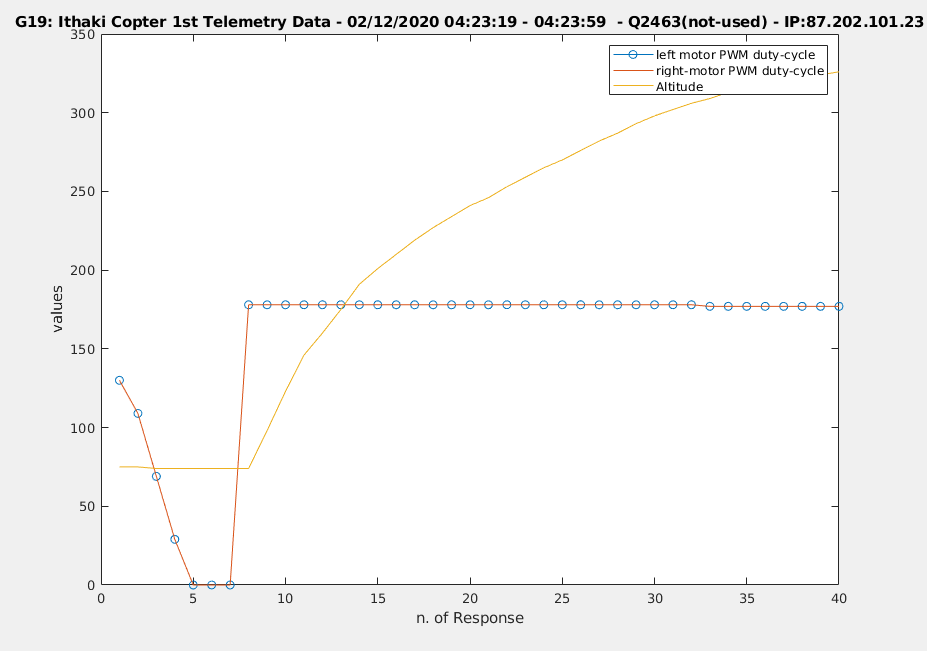 G19: Ithaki Copter 1st Telemetry Data - 02/12/2020 04:23:19 - 04:23:59  - Q2463(not-used) - IP:87.202.101.23
350
300
250
200
150
100
50
0
values
left motor PWM duty-cycle
right-motor PWM duty-cycle
Altitude
0 5 10 15 20 25 30 35 40
n. of Response